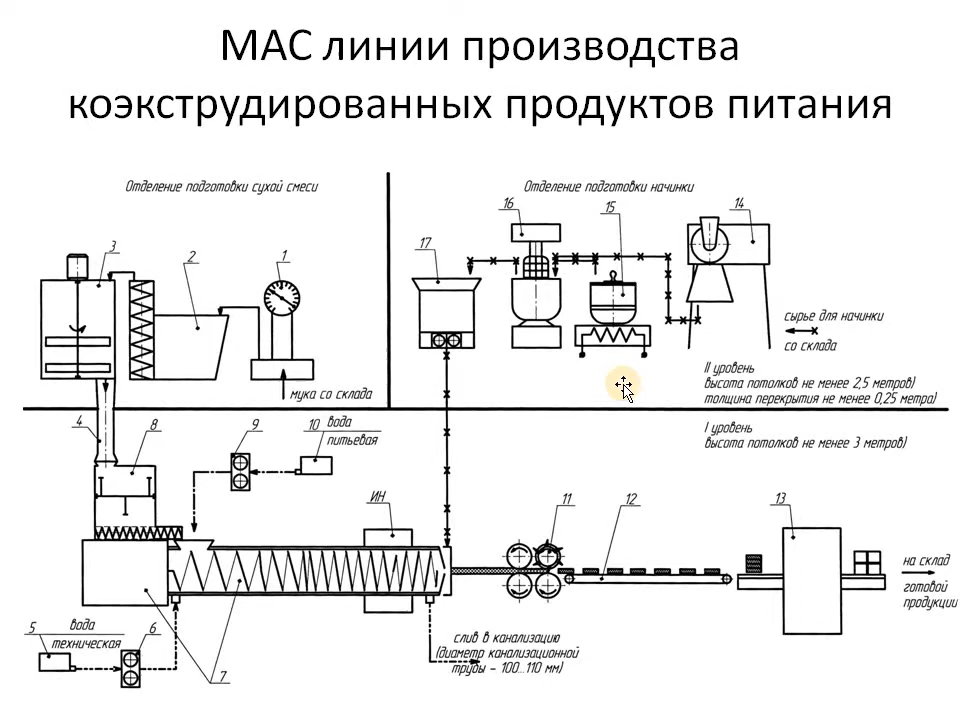 МАС линии производства
коэкструдированных продуктов питания
Отделение подготовки сухой смеси
Отделение подготовки начинки
3
2
1
17
16
15
14
сырье для начинки
со склада
мука со склада
II уровень
высота потолков не менее 2,5 метров)
толщина перекрытия не менее 0,25 метра)
I уровень
высота потолков не менее 3 метров)
4
8
9
10 вода
питьевая
ИН
11
12
13
на склад
готовой
продукции
5
вода
техническая
6
7
слив в канализацию
(диаметр канализационной
трубы - 100...110 мм)